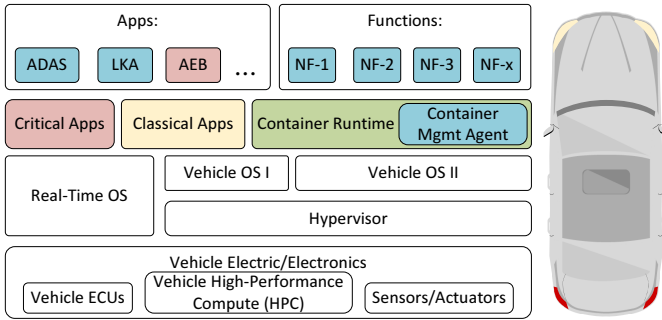 Apps:
Functions:
ADAS
LKA
AEB
...
NF-1
NF-2
NF-3
NF-x
Critical Apps
Classical Apps
Container Runtime
Container
Mgmt Agent
Real-Time OS
Vehicle OS I
Vehicle OS II
Hypervisor
Vehicle Electric/Electronics
Vehicle ECUs
Vehicle High-Performance
Compute (HPC)
Sensors/Actuators